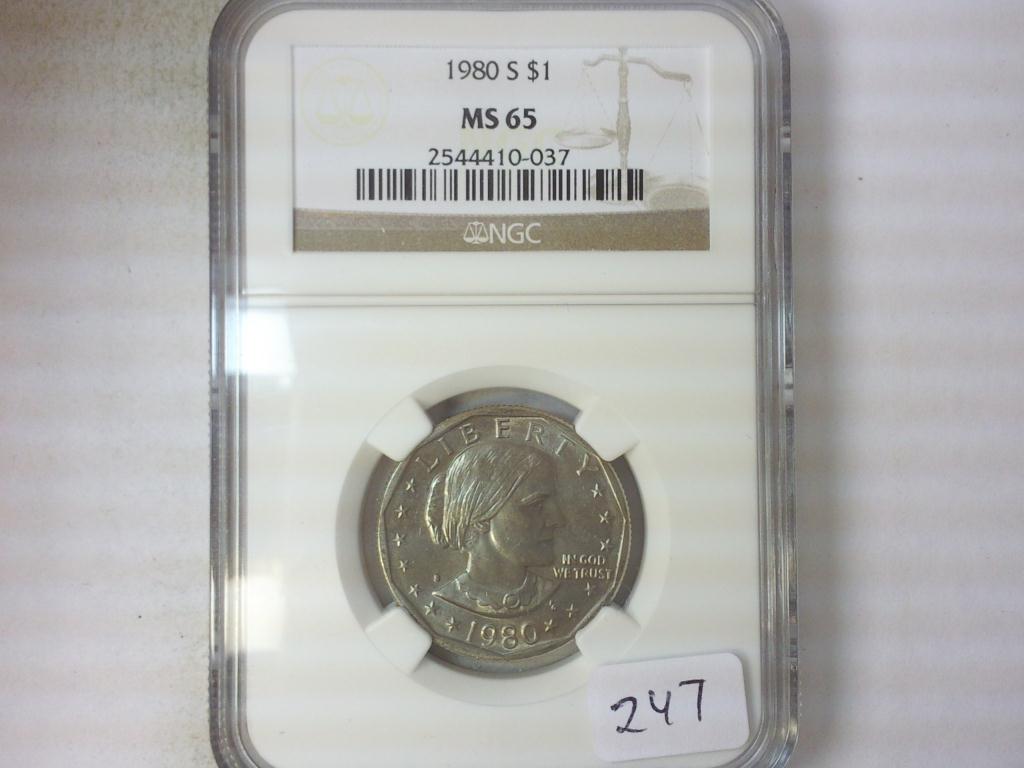 1980 S $1
MS 65
2544410-037
NGC
LIBERTY
IN GOD
WE TRUST
S
1980
247